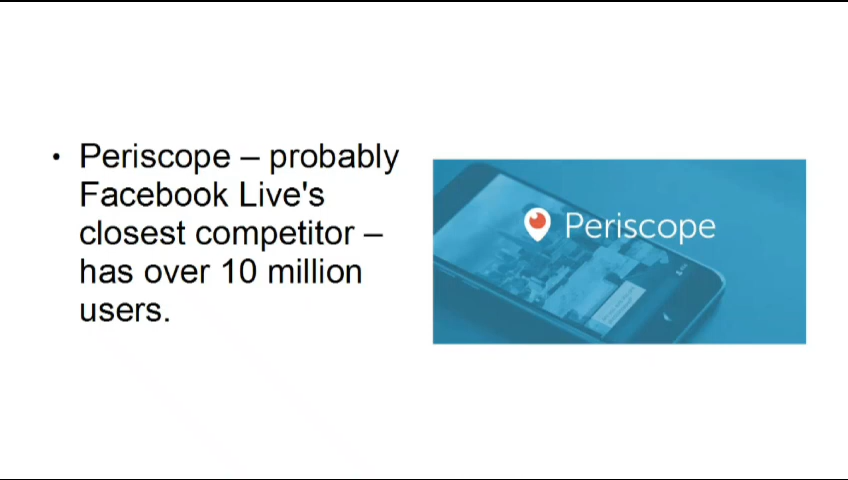 • Periscope – probably
Facebook Live's
closest competitor –
has over 10 million
users.
Periscope